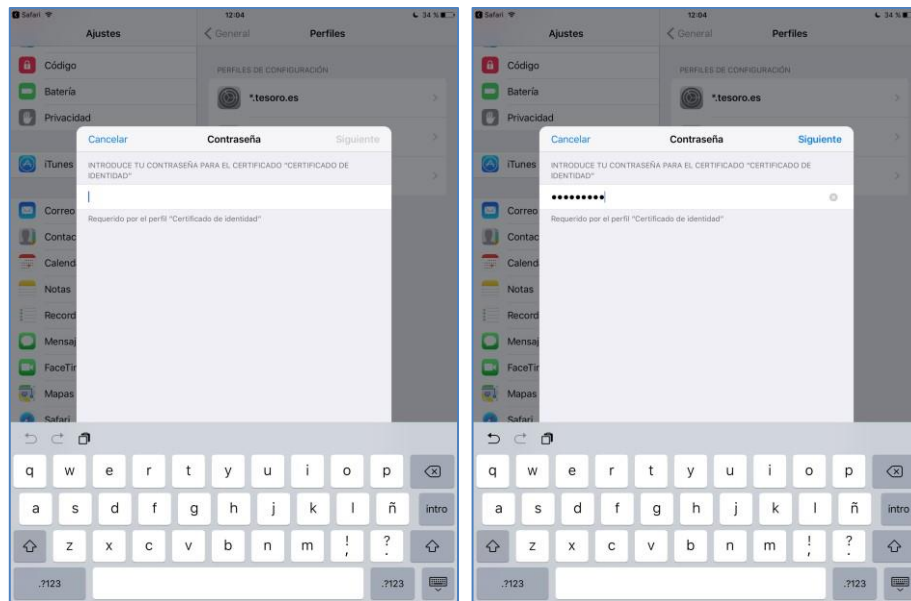 Safari 12:04 34 %
Ajustes General Perfiles
Código PERFILES DE CONFIGURACIÓN
Batería *.tesoro.es
Privacidad
Cancelar Contraseña Siguiente
iTunes INTRODUCE TU CONTRASEÑA PARA EL CERTIFICADO "CERTIFICADO DE
IDENTIDAD"
Correo Requerido por el perfil "Certificado de identidad"
Contac
Calend
Notas
Record
Mensaj
FaceTir
Mapas
Safari
q w e r t y u i o p
a s d f g h j k l ñ intro
z x c v b n m ! , ? .
.?123 .?123
Safari 12:04 34 %
Ajustes General Perfiles
Código PERFILES DE CONFIGURACIÓN
Batería *.tesoro.es
Privacidad
Cancelar Contraseña Siguiente
iTunes INTRODUCE TU CONTRASEÑA PARA EL CERTIFICADO "CERTIFICADO DE
IDENTIDAD"
•••••••••
Correo Requerido por el perfil "Certificado de identidad"
Contac
Calend
Notas
Record
Mensaj
FaceTir
Mapas
Safari
q w e r t y u i o p
a s d f g h j k l ñ intro
z x c v b n m ! , ? .
.?123 .?123